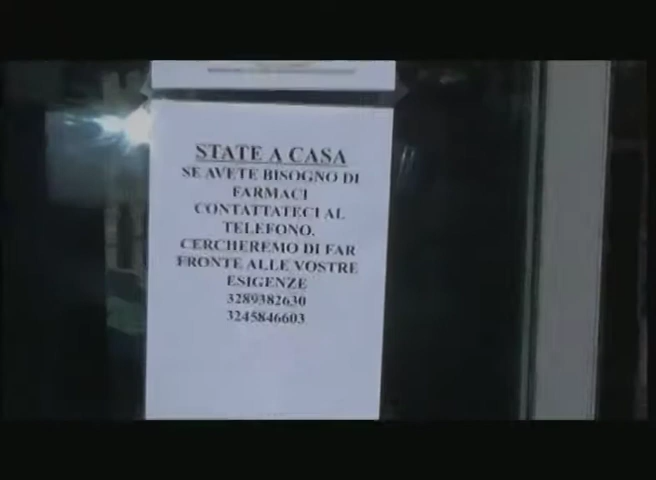 STATE A CASA
SE AVETE BISOGNO DI
FARMACI
CONTATTATECI AL
TELEFONO.
CERCHEREMO DI FAR
FRONTE ALLE VOSTRE
ESIGENZE
3289382630
3245846603